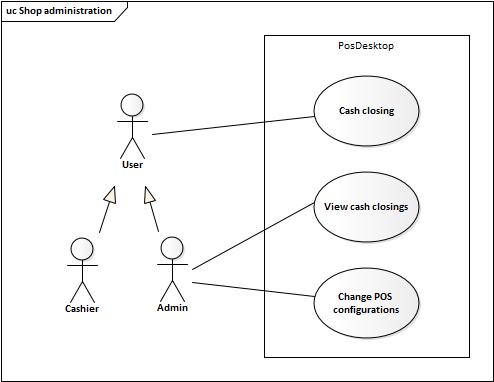 uc Shop administration
PosDesktop
Cash closing
User
View cash closings
Cashier
Admin
Change POS
configurations